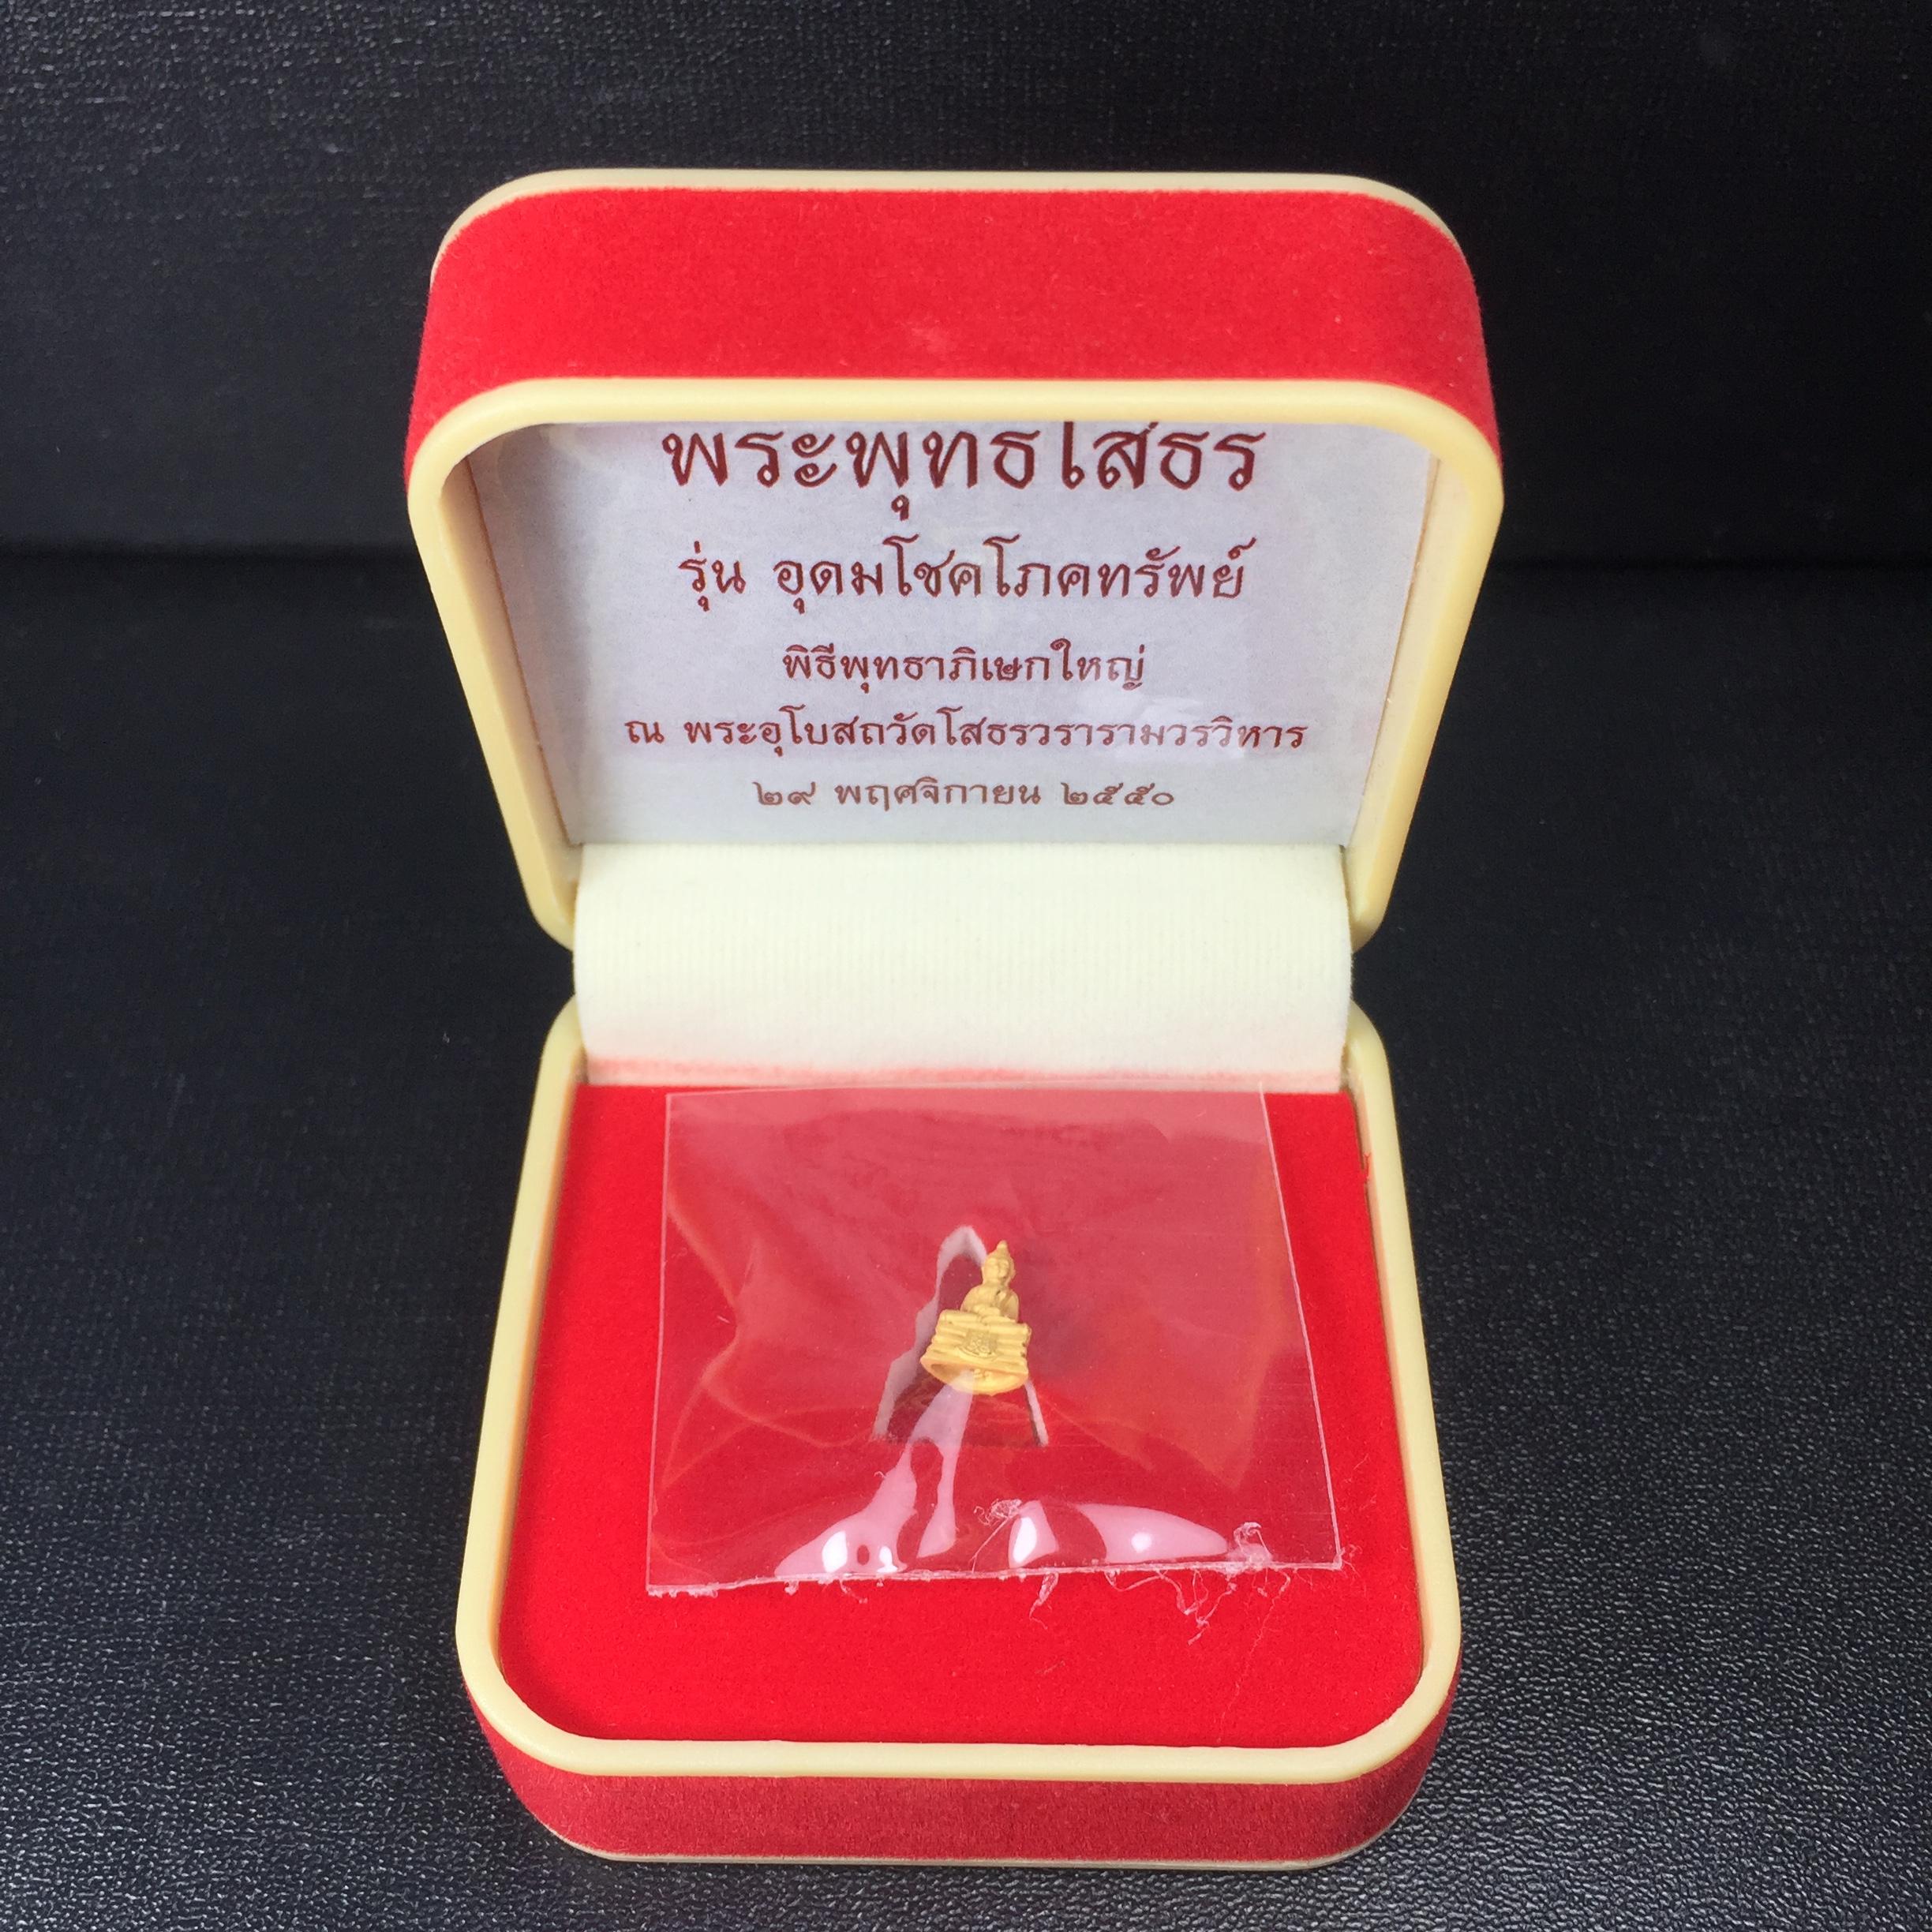 พระพุทธโสธร
รุ่น อุดมโชคโภคทรัพย์
พิธีพุทธาภิเษกใหญ่
ณ พระอุโบสถวัดโสธรวรารามวรวิหาร
๒๙ พฤศจิกายน ๒๕๕๐